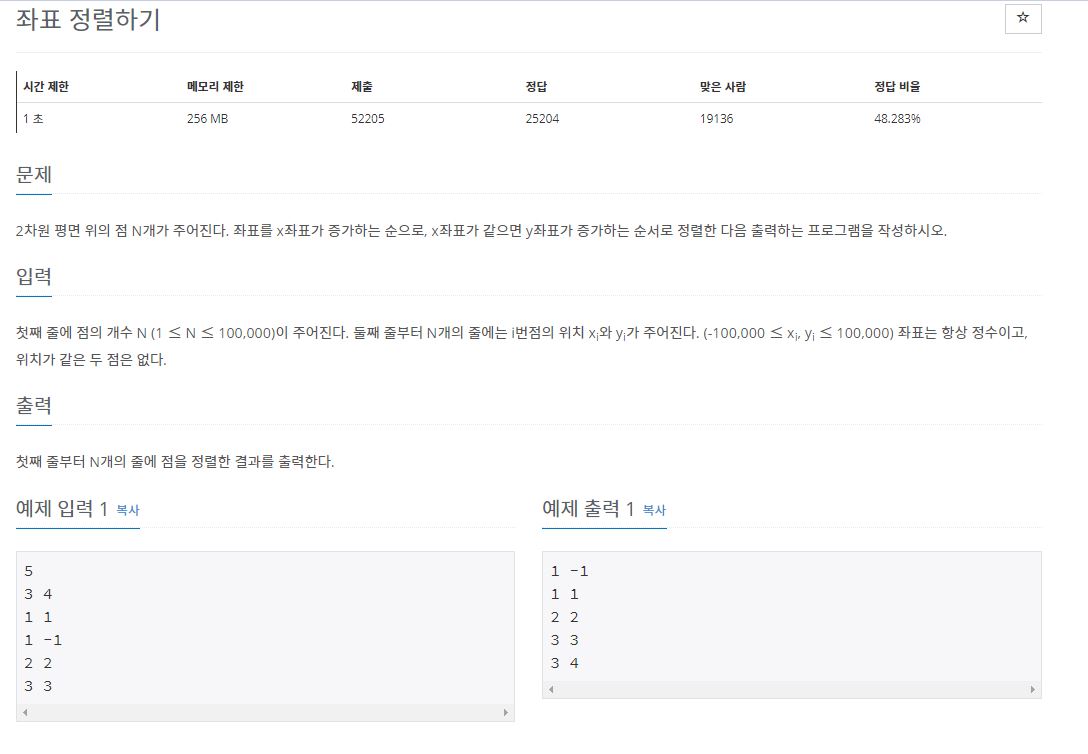 좌표 정렬하기
☆
시간 제한 메모리 제한 제출 정답 맞은 사람 정답 비율
1 초 256 MB 52205 25204 19136 48.283%
문제
2차원 평면 위의 점 N개가 주어진다. 좌표를 x좌표가 증가하는 순으로, x좌표가 같으면 y좌표가 증가하는 순서로 정렬한 다음 출력하는 프로그램을 작성하시오.
입력
첫째 줄에 점의 개수 N (1 ≤ N ≤ 100,000)이 주어진다. 둘째 줄부터 N개의 줄에는 i번점의 위치 xi와 yi가 주어진다. (-100,000 ≤ xi, yi ≤ 100,000) 좌표는 항상 정수이고,
위치가 같은 두 점은 없다.
출력
첫째 줄부터 N개의 줄에 점을 정렬한 결과를 출력한다.
예제 입력 1 복사
5
3 4
1 1
1 -1
2 2
3 3
예제 출력 1 복사
1 -1
1 1
2 2
3 3
3 4